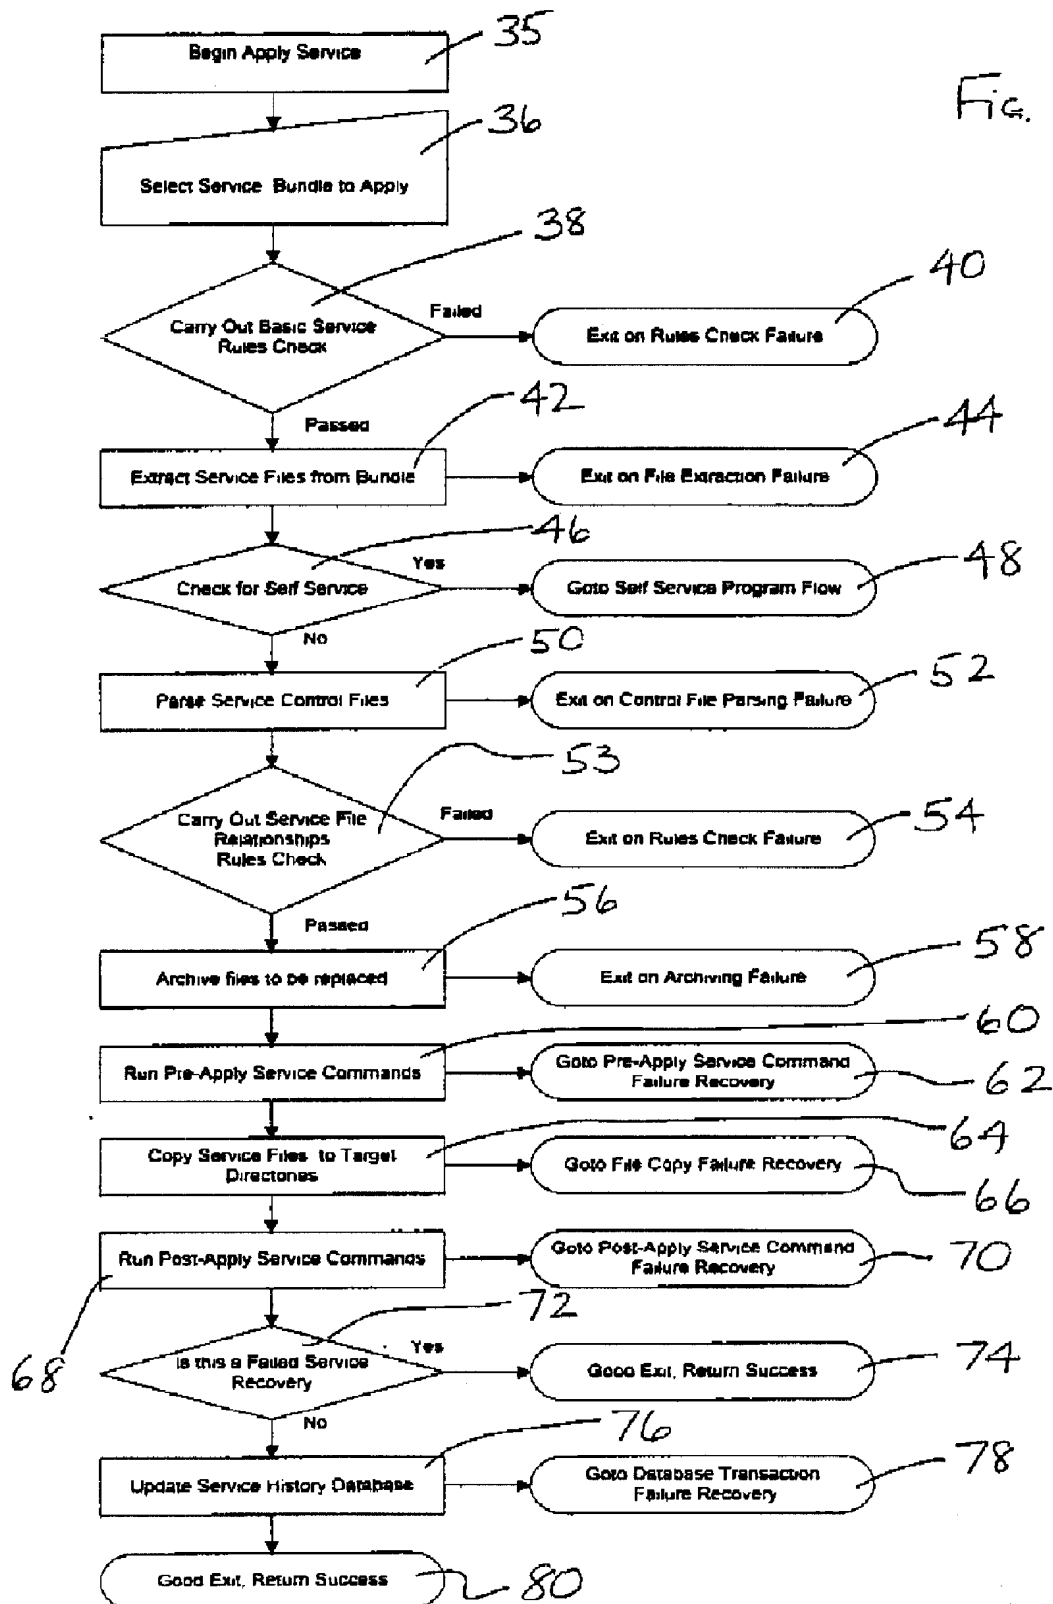 35
Begin Apply Service
Fig.
36
Select Service Bundle to Apply
38
40
Carry Out Basic Service
Rules Check
Failed
Exit on Rules Check Failure
Passed
42
44
Extract Service Files from Bundle
Exit on File Extraction Failure
46
48
Check for Self Service
Yes
Goto Self Service Program Flow
No
50
52
Parse Service Control Files
Exit on Control File Parsing Failure
53
54
Carry Out Service File
Relationships
Rules Check
Failed
Exit on Rules Check Failure
Passed
56
58
Archive files to be replaced
Exit on Archiving Failure
60
Run Pre-Apply Service Commands
Goto Pre-Apply Service Command
Failure Recovery
62
64
Copy Service Files to Target
Directories
Goto File Copy Failure Recovery
66
Run Post-Apply Service Commands
Goto Post-Apply Service Command
Failure Recovery
70
68
72
74
Is this a Failed Service
Recovery
Yes
Good Exit, Return Success
No
76
78
Update Service History Database
Goto Database Transaction
Failure Recovery
Good Exit, Return Success
80